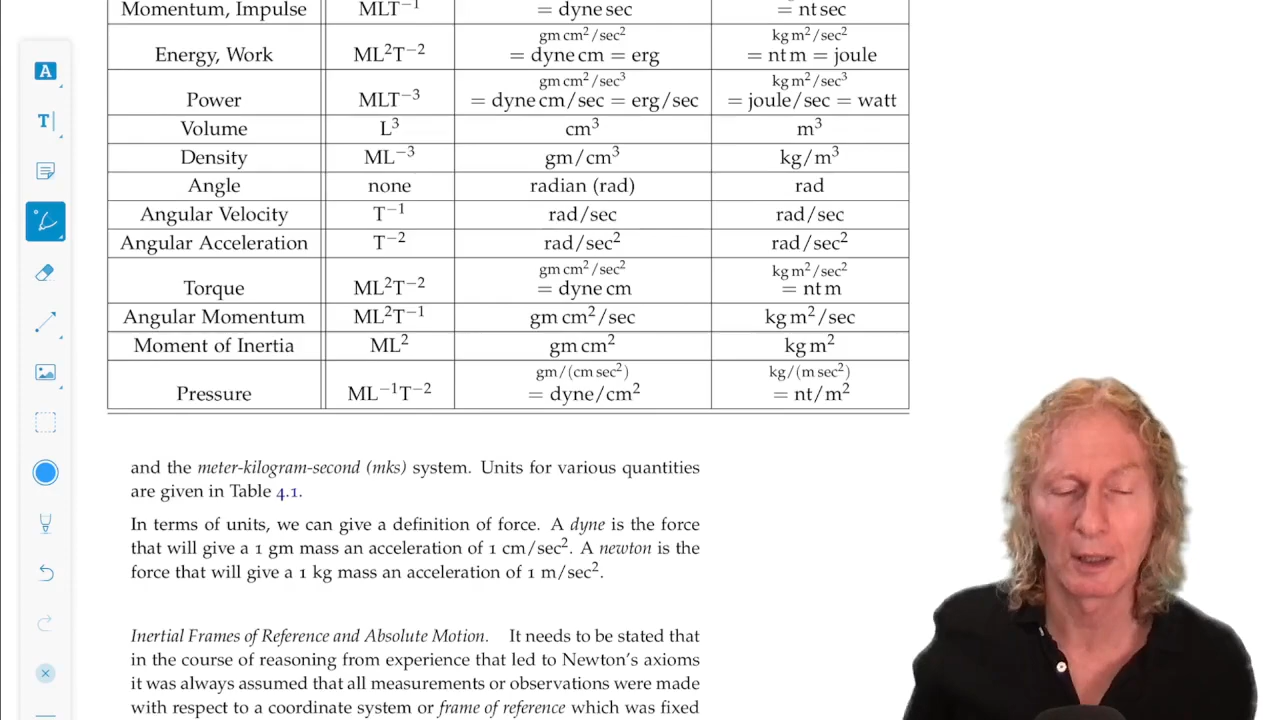 Momentum, Impulse MLT⁻¹ = dyne sec = nt sec
gm cm²/sec² kg m²/sec²
Energy, Work ML²T⁻² = dyne cm = erg = nt m = joule
gm cm²/sec³ kg m²/sec³
Power MLT⁻³ = dyne cm/sec = erg/sec = joule/sec = watt
Volume L³ cm³ m³
Density ML⁻³ gm/cm³ kg/m³
Angle none radian (rad) rad
Angular Velocity T⁻¹ rad/sec rad/sec
Angular Acceleration T⁻² rad/sec² rad/sec²
gm cm²/sec² kg m²/sec²
Torque ML²T⁻² = dyne cm = nt m
Angular Momentum ML²T⁻¹ gm cm²/sec kg m²/sec
Moment of Inertia ML² gm cm² kg m²
gm/(cm sec²) kg/(m sec²)
Pressure ML⁻¹T⁻² = dyne/cm² = nt/m²
and the meter-kilogram-second (mks) system. Units for various quantities
are given in Table 4.1.
In terms of units, we can give a definition of force. A dyne is the force
that will give a 1 gm mass an acceleration of 1 cm/sec². A newton is the
force that will give a 1 kg mass an acceleration of 1 m/sec².
Inertial Frames of Reference and Absolute Motion. It needs to be stated that
in the course of reasoning from experience that led to Newton's axioms
it was always assumed that all measurements or observations were made
with respect to a coordinate system or frame of reference which was fixed